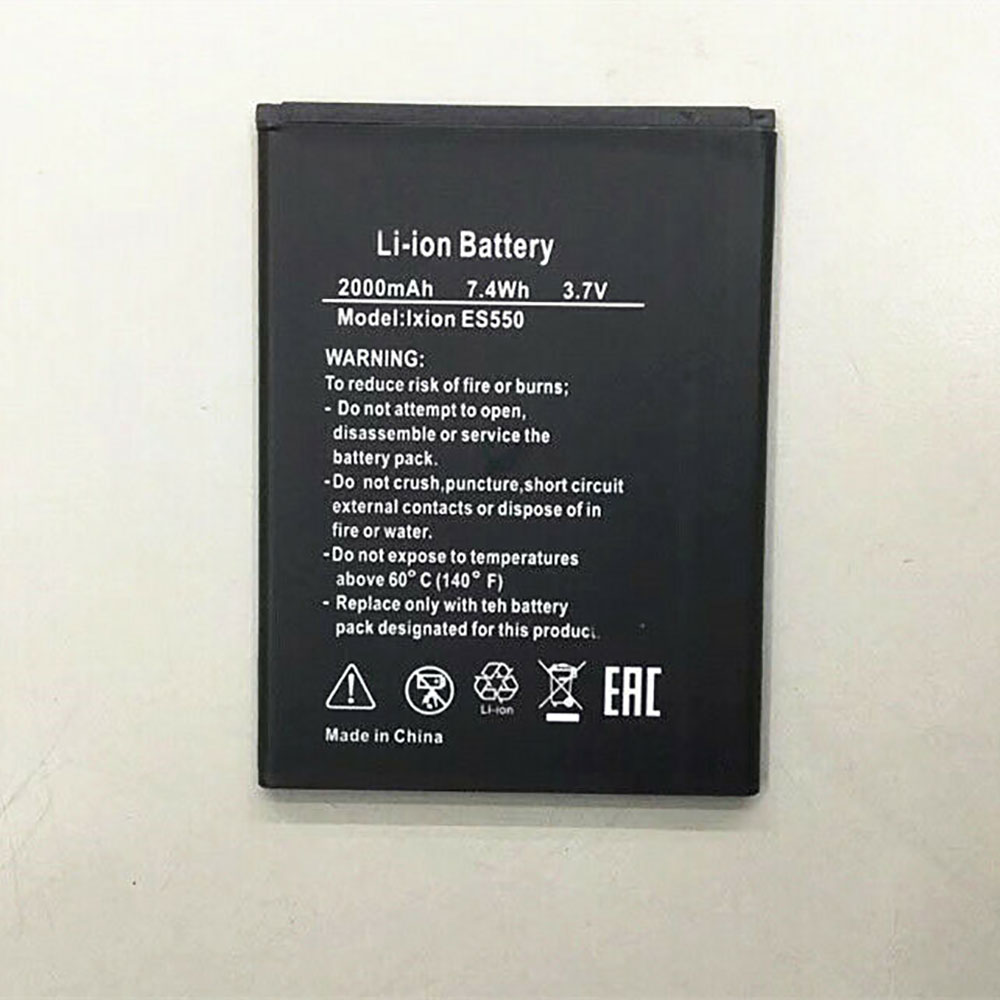 Li-ion Battery
2000mAh 7.4Wh 3.7V
Model:Ixion ES550
WARNING:
To reduce risk of fire or burns;
- Do not attempt to open,
disassemble or service the
battery pack.
-Do not crush,puncture,short circuit
external contacts or dispose of in
fire or water.
-Do not expose to temperatures
above 60° C (140° F)
- Replace only with teh battery
pack designated for this product.
Li-ion
EAC
Made in China